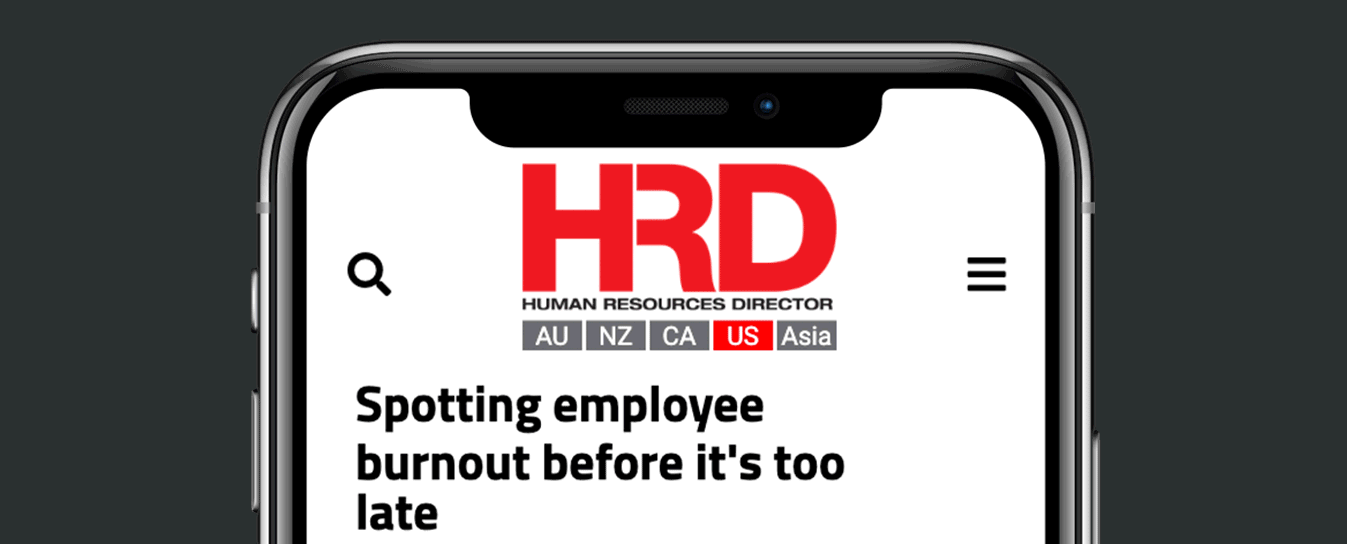 HRD
HUMAN RESOURCES DIRECTOR
AU NZ CA US Asia
Spotting employee
burnout before it's too
late